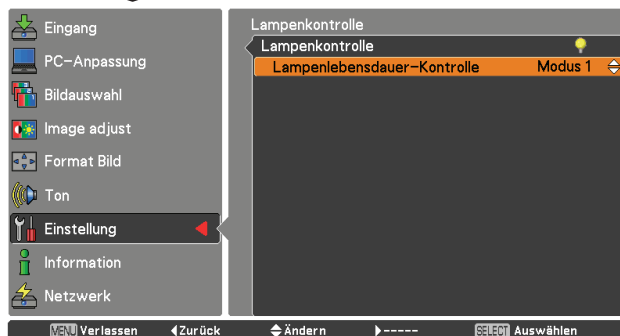 Eingang
PC-Anpassung
Bildauswahl
Image adjust
Format Bild
Ton
Einstellung
Information
Netzwerk
Lampenkontrolle
Lampenkontrolle
Lampenlebensdauer-Kontrolle Modus 1
MENU Verlassen Zurück Ändern ----- SELECT Auswählen